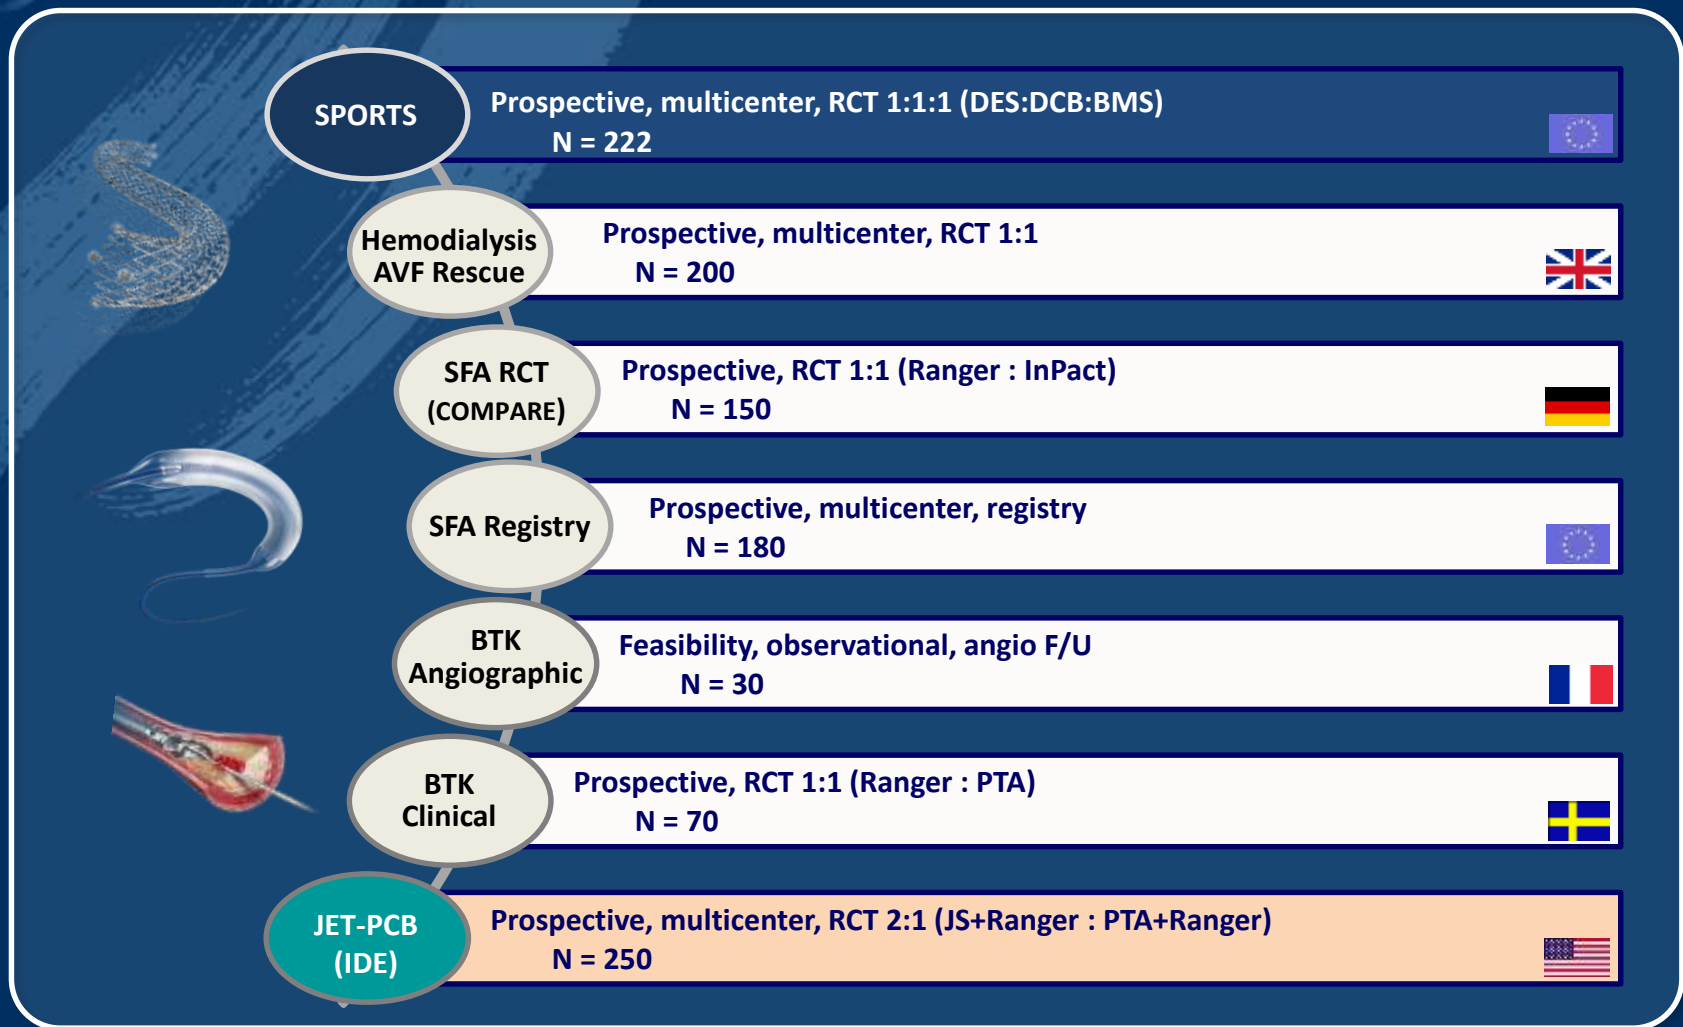 SPORTS
Prospective, multicenter, RCT 1:1:1 (DES:DCB:BMS)
N = 222
Hemodialysis
AVF Rescue
Prospective, multicenter, RCT 1:1
N = 200
SFA RCT
(COMPARE)
Prospective, RCT 1:1 (Ranger : InPact)
N = 150
SFA Registry
Prospective, multicenter, registry
N = 180
BTK
Angiographic
Feasibility, observational, angio F/U
N = 30
BTK
Clinical
Prospective, RCT 1:1 (Ranger : PTA)
N = 70
JET-PCB
(IDE)
Prospective, multicenter, RCT 2:1 (JS+Ranger : PTA+Ranger)
N = 250